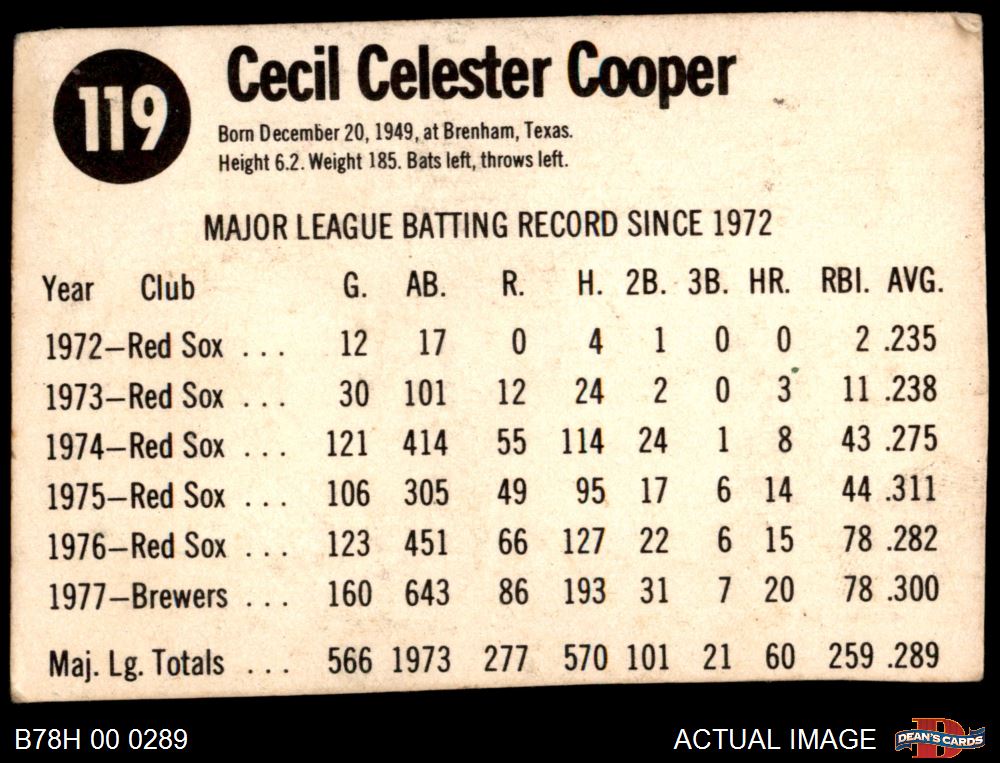 119
Cecil Celester Cooper
Born December 20, 1949, at Brenham, Texas.
Height 6.2. Weight 185. Bats left, throws left.
MAJOR LEAGUE BATTING RECORD SINCE 1972
Year Club G. AB. R. H. 2B. 3B. HR. RBI. AVG.
1972—Red Sox ... 12 17 0 4 1 0 0 2 .235
1973—Red Sox ... 30 101 12 24 2 0 3 11 .238
1974—Red Sox ... 121 414 55 114 24 1 8 43 .275
1975—Red Sox ... 106 305 49 95 17 6 14 44 .311
1976—Red Sox ... 123 451 66 127 22 6 15 78 .282
1977—Brewers ... 160 643 86 193 31 7 20 78 .300
Maj. Lg. Totals ... 566 1973 277 570 101 21 60 259 .289
B78H 00 0289
ACTUAL IMAGE
D
DEAN'S CARDS